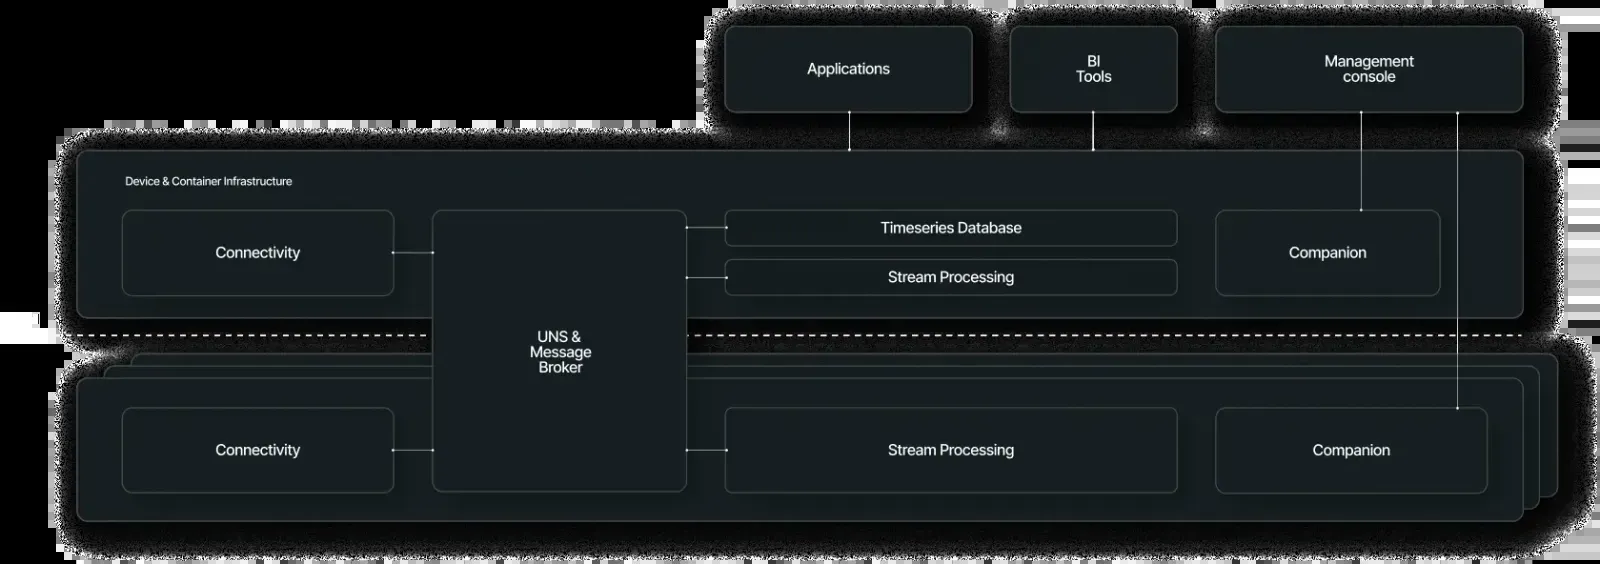 Applications
BI
Tools
Management
console
Device & Container Infrastructure
Connectivity
Timeseries Database
Stream Processing
Companion
UNS &
Message
Broker
Connectivity
Stream Processing
Companion